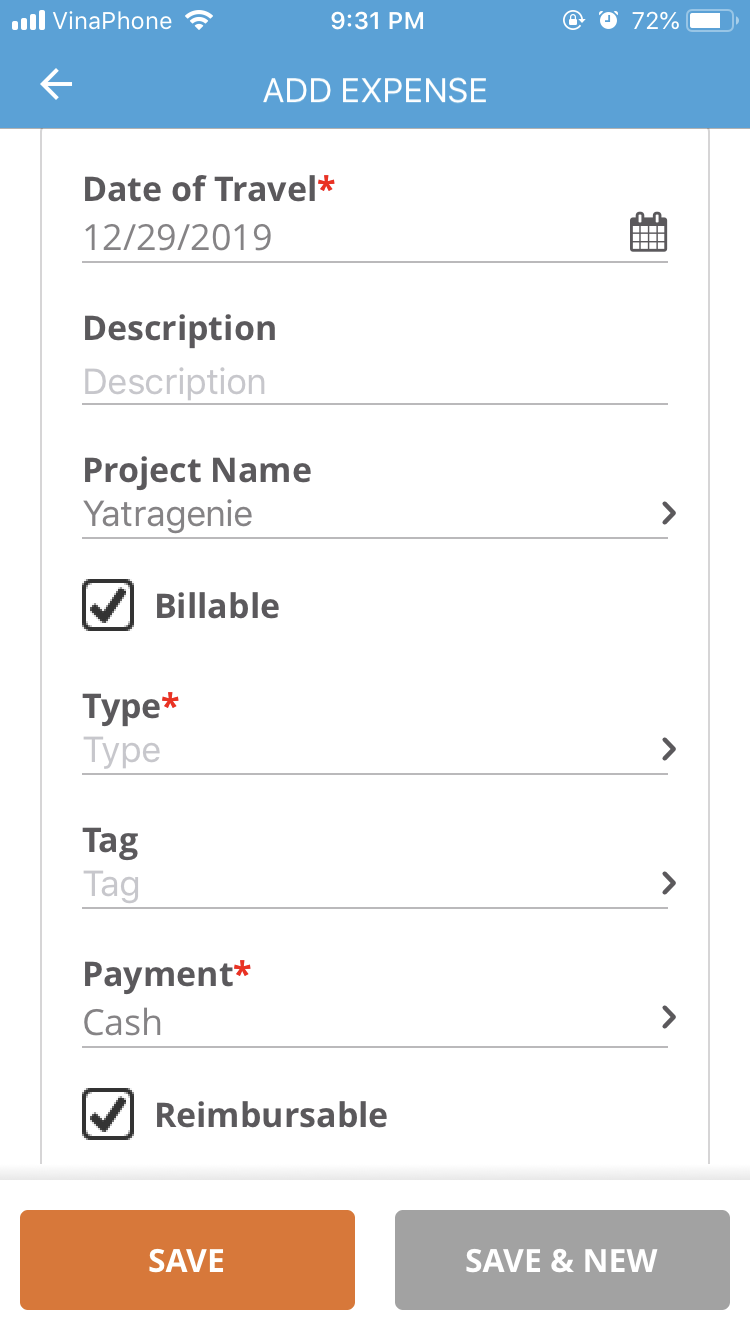 VinaPhone 9:31 PM 72%
ADD EXPENSE
Date of Travel*
12/29/2019
Description
Description
Project Name
Yatragenie
Billable
Type*
Type
Tag
Tag
Payment*
Cash
Reimbursable
SAVE SAVE & NEW